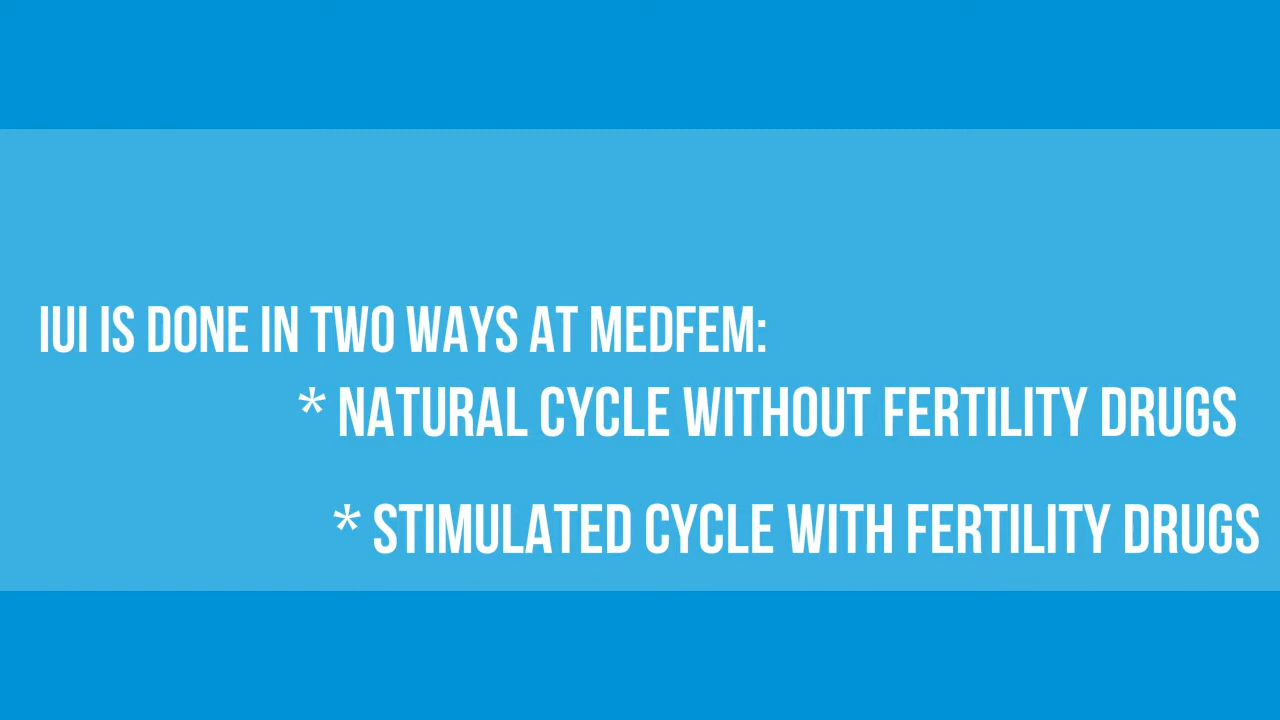 IUI IS DONE IN TWO WAYS AT MEDFEM:
* NATURAL CYCLE WITHOUT FERTILITY DRUGS
* STIMULATED CYCLE WITH FERTILITY DRUGS